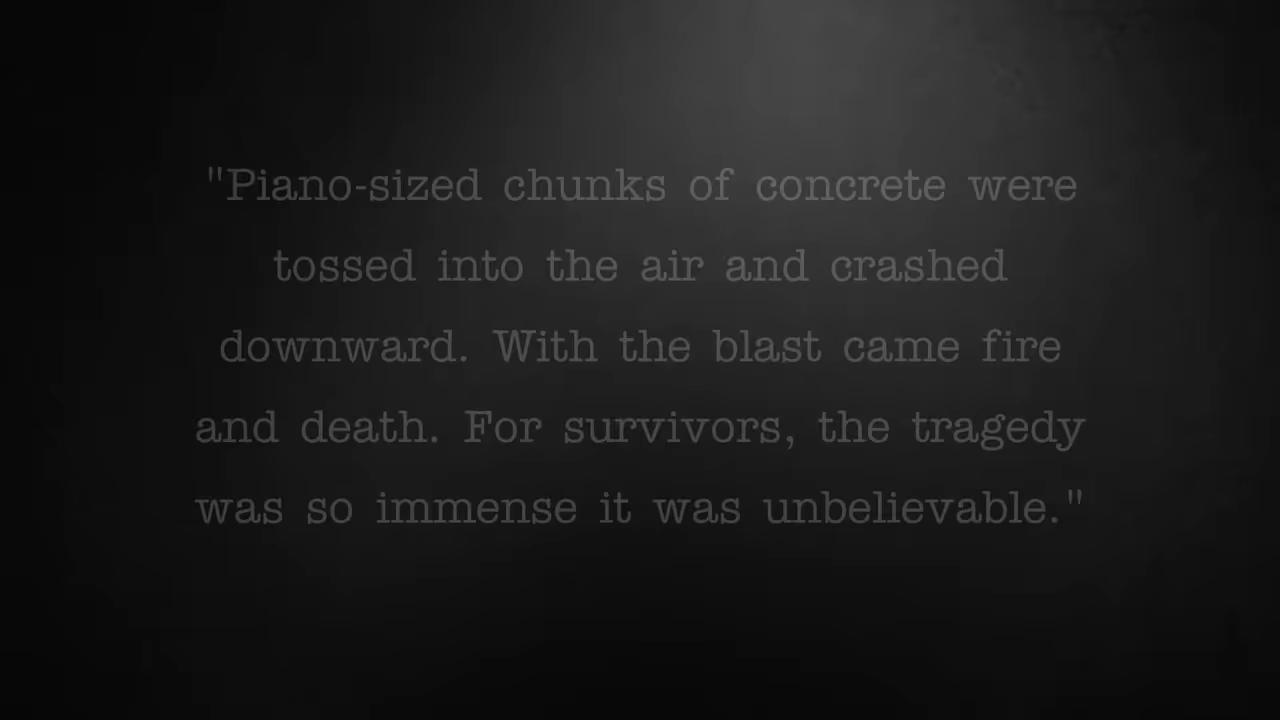 "Piano-sized chunks of concrete were
tossed into the air and crashed
downward. With the blast came fire
and death. For survivors, the tragedy
was so immense it was unbelievable."